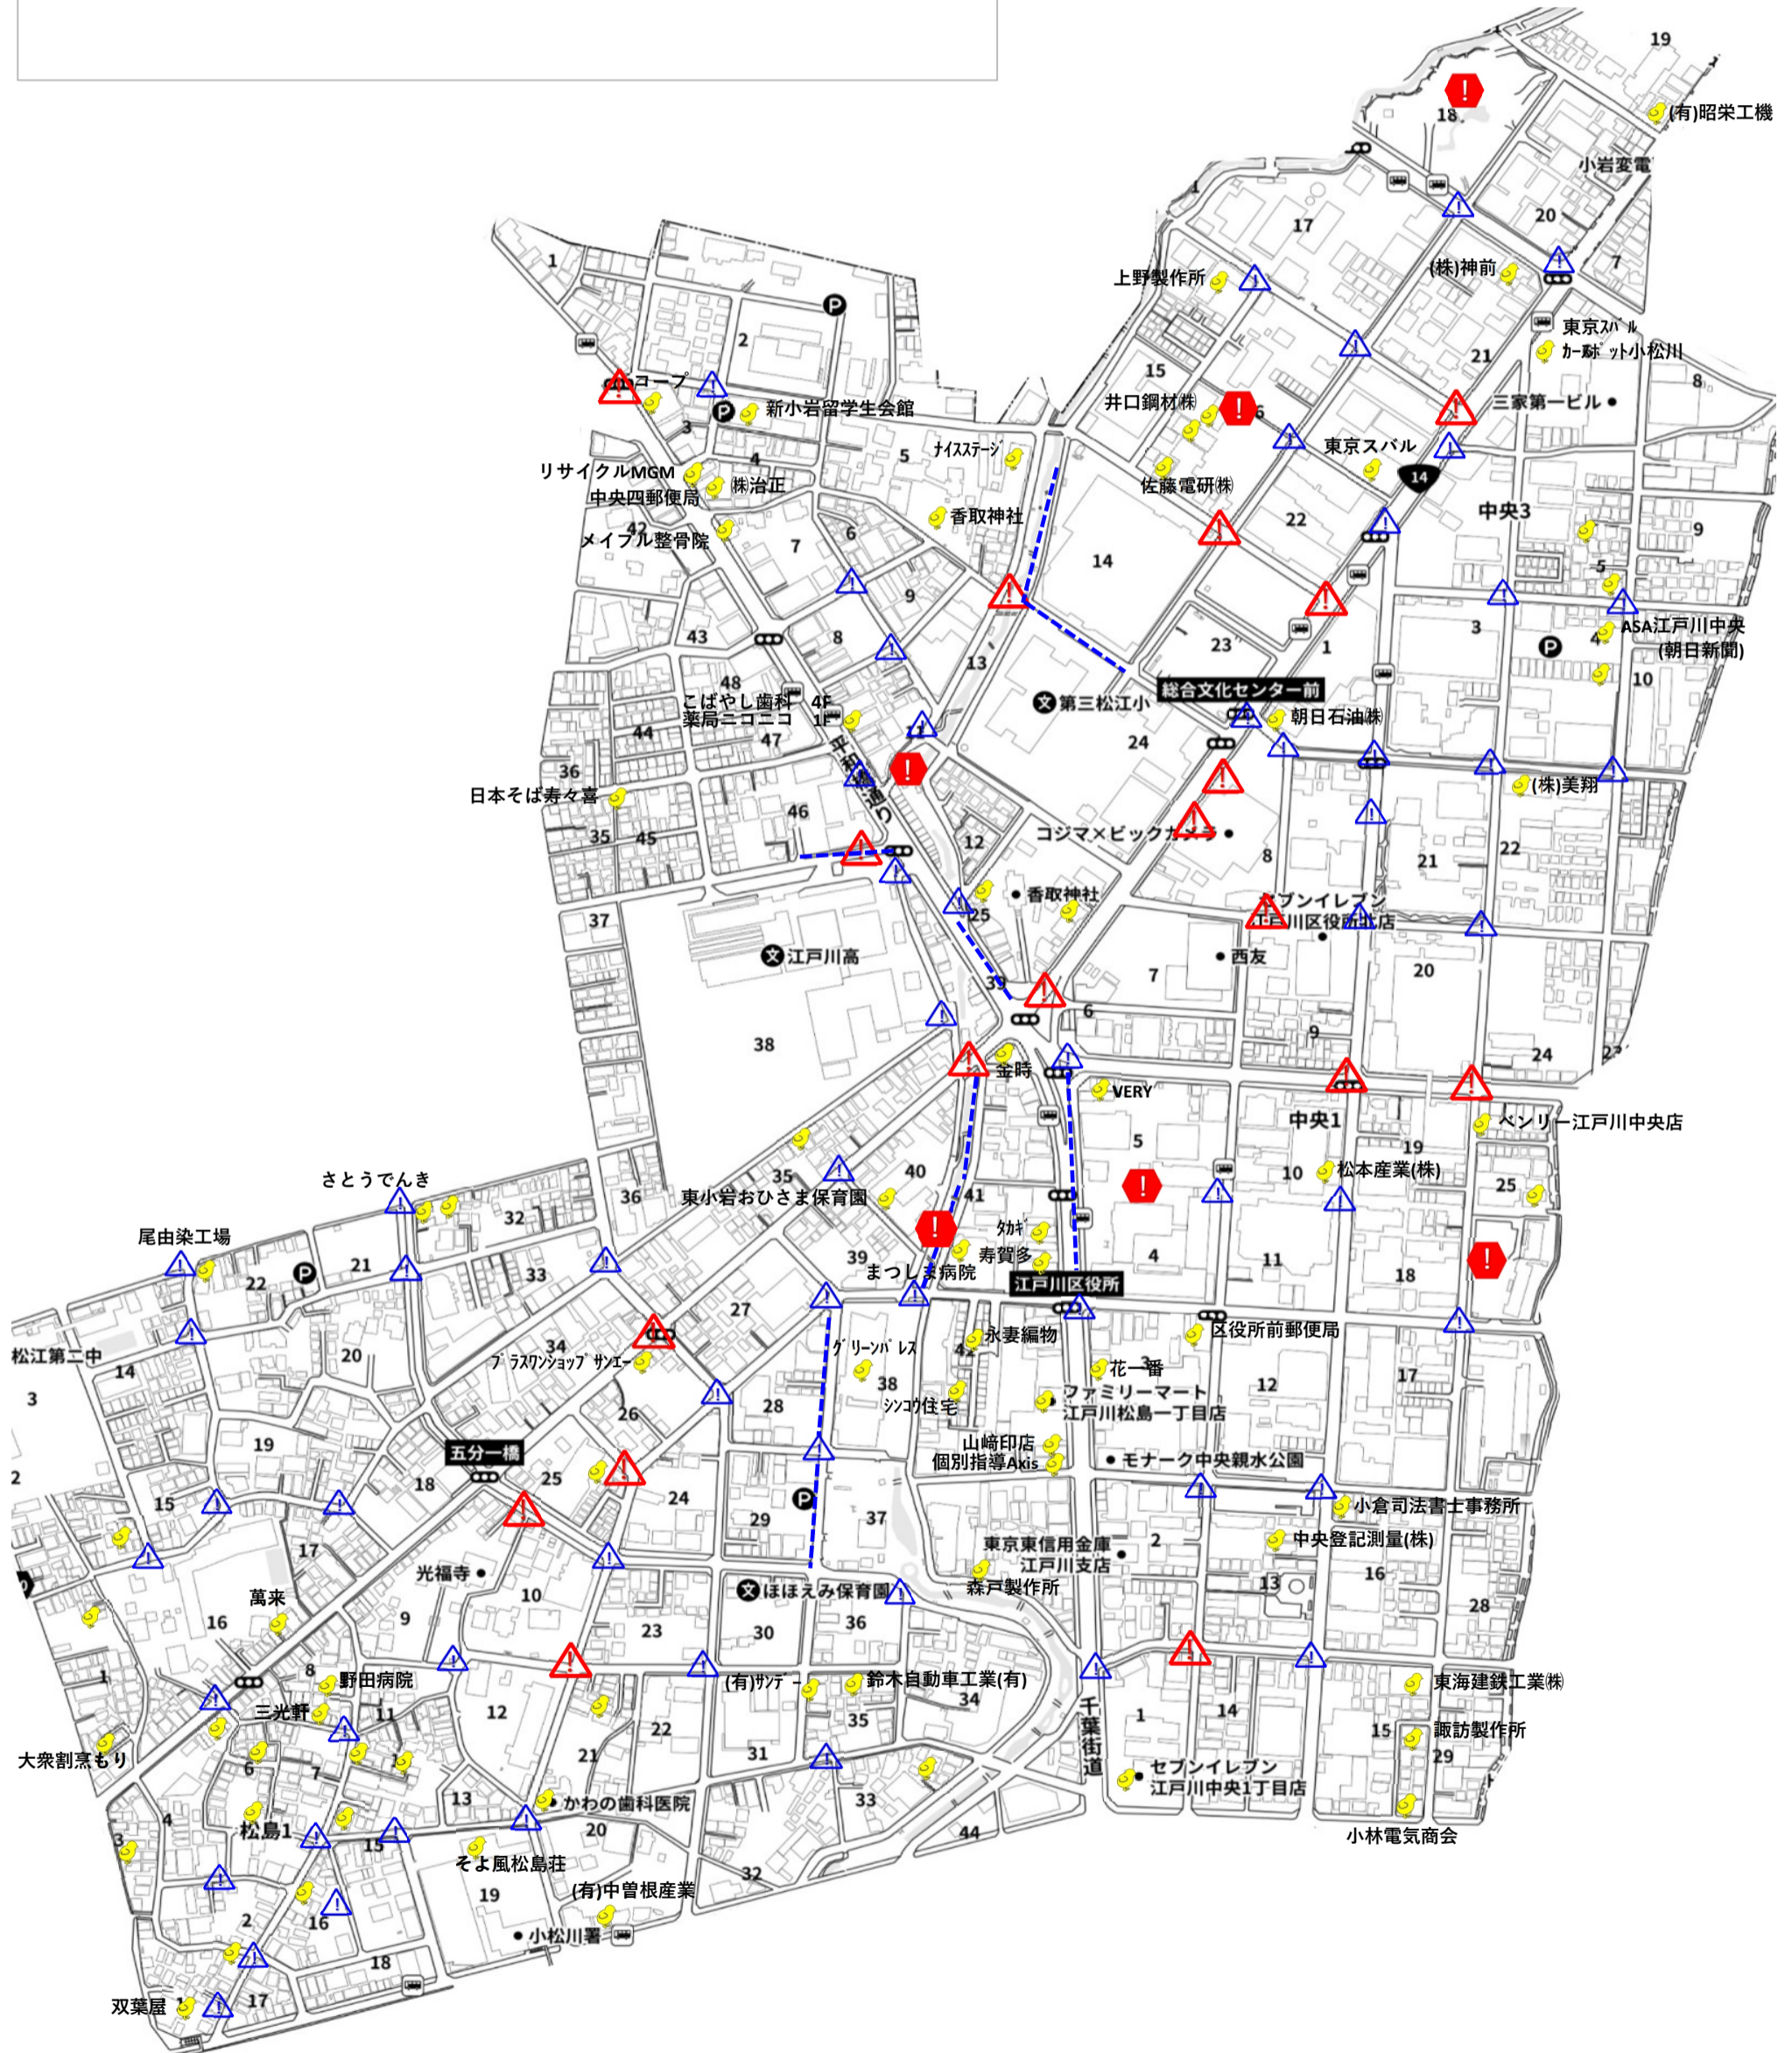 19
18
(有)昭栄工機
小岩変電
20
17
7
1
上野製作所
(株)神前
東京スバル
カースポット小松川
2
21
15
8
コープ
新小岩留学生会館
井口鋼材㈱
三家第一ビル
3
4
5
ナイスステージ
東京スバル
14
リサイクルMGM
㈱治正
中央四郵便局
佐藤電研㈱
香取神社
中央3
42
メイプル整骨院
6
7
22
9
14
5
9
43
8
3
4
ASA江戸川中央
(朝日新聞)
23
1
13
10
48
総合文化センター前
こばやし歯科 4F
薬局ニコニコ 1F
第三松江小
朝日石油㈱
44
47
24
平和橋通り
36
日本そば寿々喜
(株)美翔
46
35
45
12
コジマ×ビックカメラ
8
21
22
香取神社
25
セブンイレブン
江戸川区役所北店
37
江戸川高
西友
7
20
39
6
38
9
24
金時
VERY
中央1
ベンリー江戸川中央店
5
19
35
40
10
松本産業(株)
さとうでんき
36
東小岩おひさま保育園
41
25
32
尾由染工場
タカギ
寿賀多
21
22
33
39
まつしま病院
4
11
18
江戸川区役所
27
永妻編物
区役所前郵便局
松江第二中
14
20
34
プラスワンショップサンエー
グリーンパレス
3
38
花一番
17
12
3
26
28
シンコウ住宅
ファミリーマート
江戸川松島一丁目店
19
五分一橋
山﨑印店
個別指導Axis
モナーク中央親水公園
2
18
25
15
24
29
37
小倉司法書士事務所
東京東信用金庫
江戸川支店
2
中央登記測量(株)
17
光福寺
10
ほほえみ保育園
森戸製作所
13
16
萬来
16
9
23
30
36
28
1
8
野田病院
(有)サンデー
鈴木自動車工業(有)
34
東海建鉄工業㈱
三光軒
11
12
22
35
千葉街道
1
14
15
諏訪製作所
29
大衆割烹もり
6
7
21
31
セブンイレブン
江戸川中央1丁目店
13
かわの歯科医院
33
4
松島1
20
44
小林電気商会
3
15
そよ風松島荘
32
19
(有)中曽根産業
2
16
小松川署
18
双葉屋
17